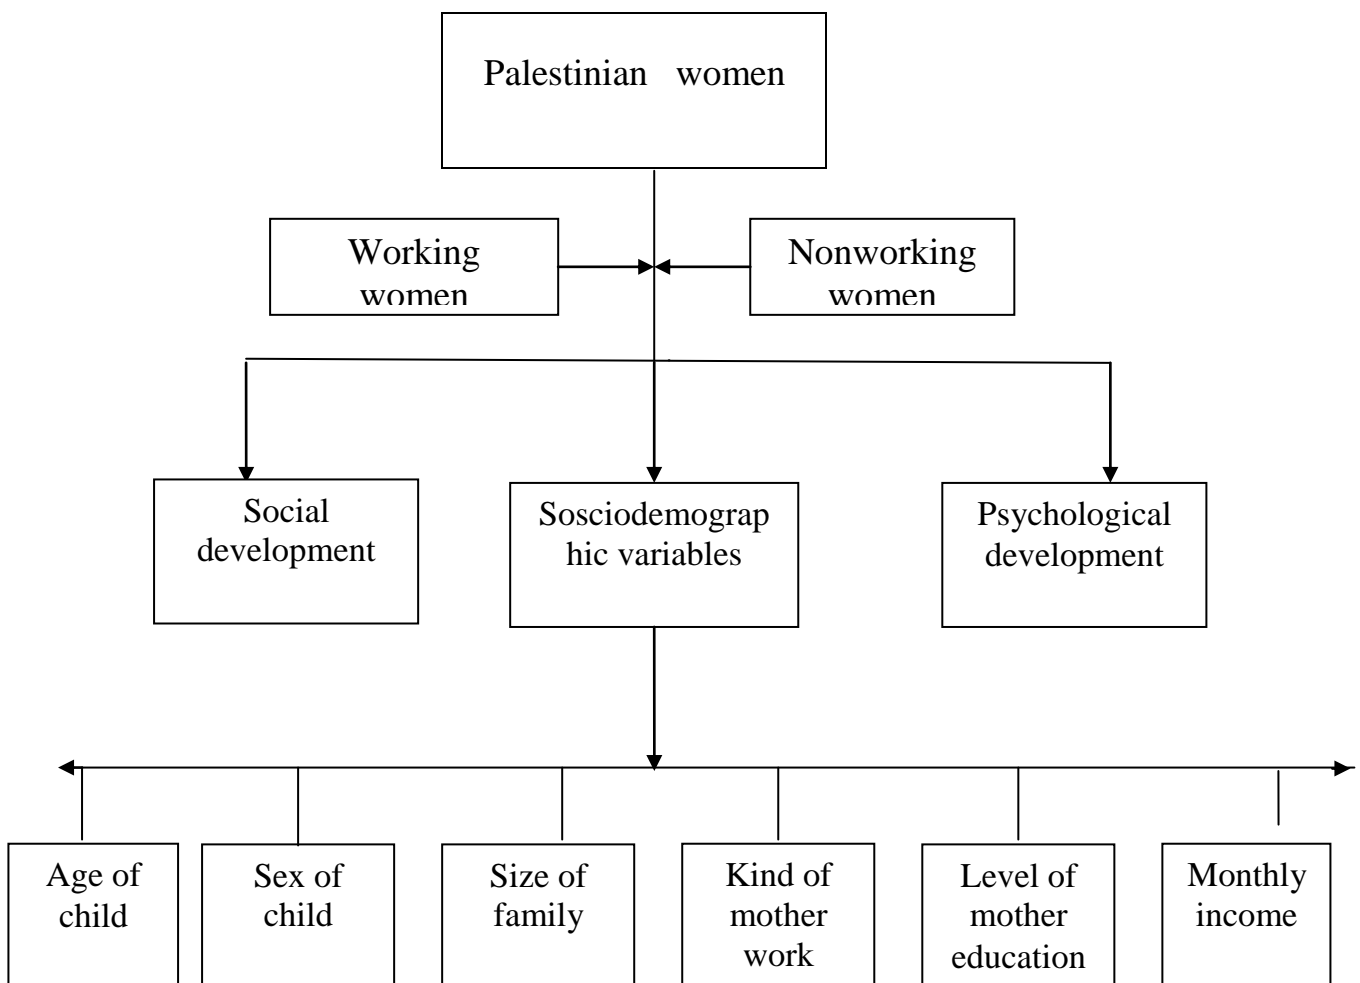 Palestinian women
Working
women
Nonworking
women
Social
development
Sosciodemograp
hic variables
Psychological
development
Age of
child
Sex of
child
Size of
family
Kind of
mother
work
Level of
mother
education
Monthly
income